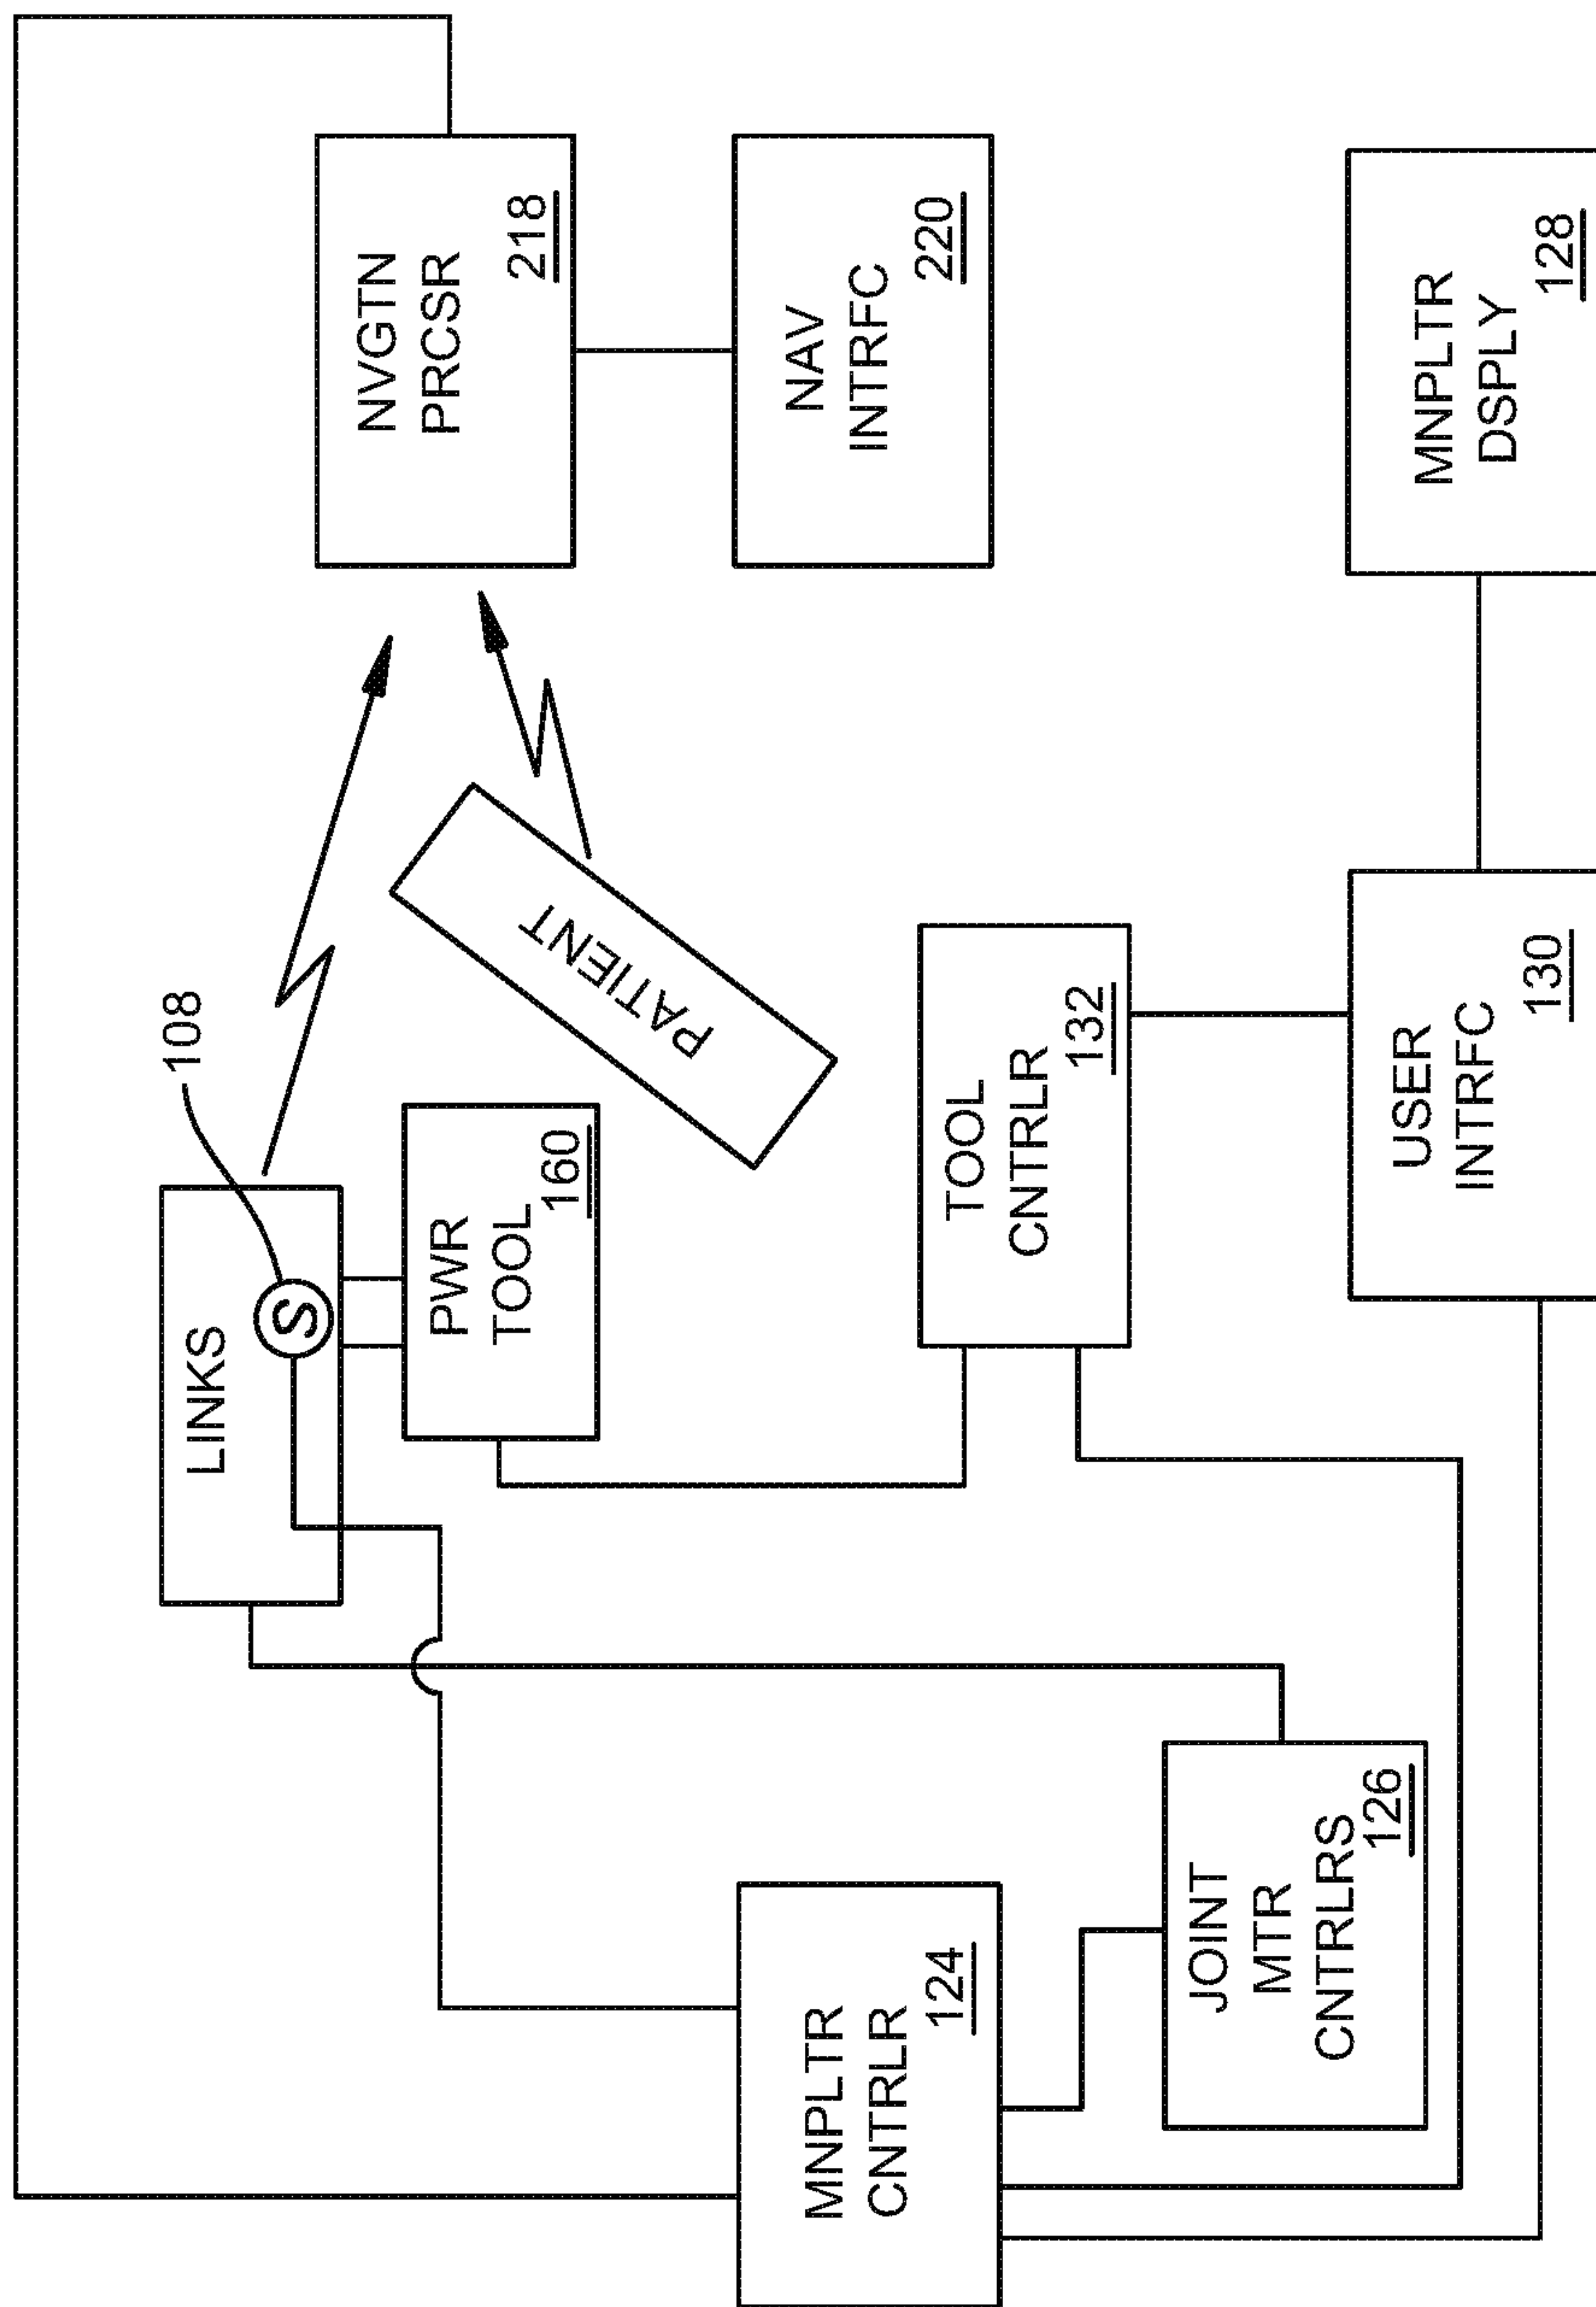 108
LINKS
S
PWR
TOOL
160
PATIENT
NVGTN
PRCSR
218
NAV
INTRFC
220
MNPLTR
CNTRLR
124
JOINT
MTR
CNTRLRS
126
TOOL
CNTRLR
132
USER
INTRFC
130
MNPLTR
DSPLY
128